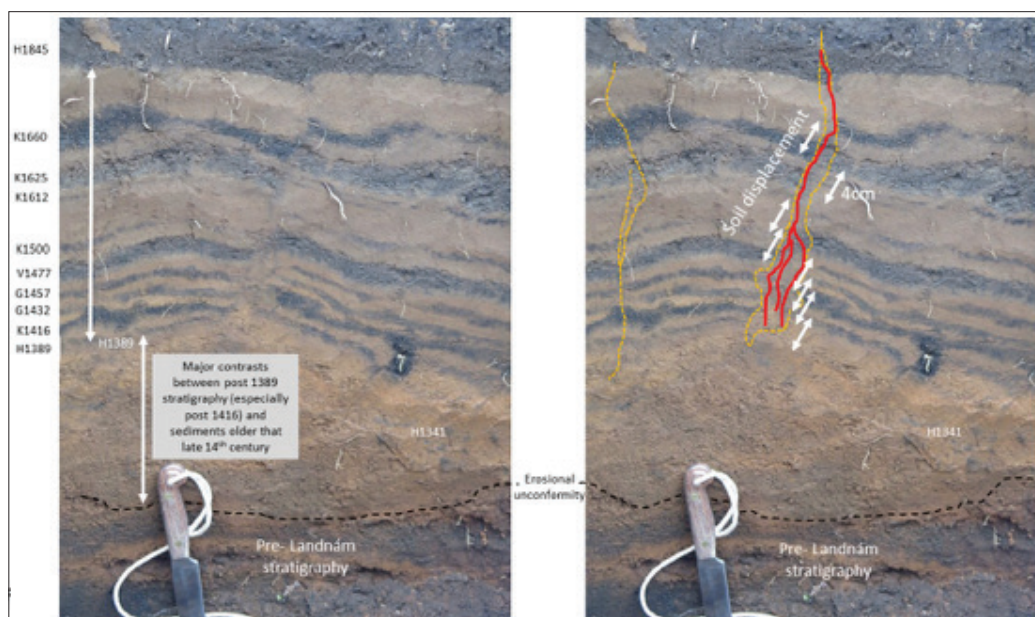 H1845
K1660
K1625
K1612
K1500
V1477
G1457
G1432
K1416
H1389
H1389
Major contrasts
between post 1389
stratigraphy (especially
post 1416) and
sediments older that
late 14th century
H1341
Pre- Landnám
stratigraphy
Erosional
unconfermity
Soil displacement
4cm
H1341
Pre- Landnám
stratigraphy